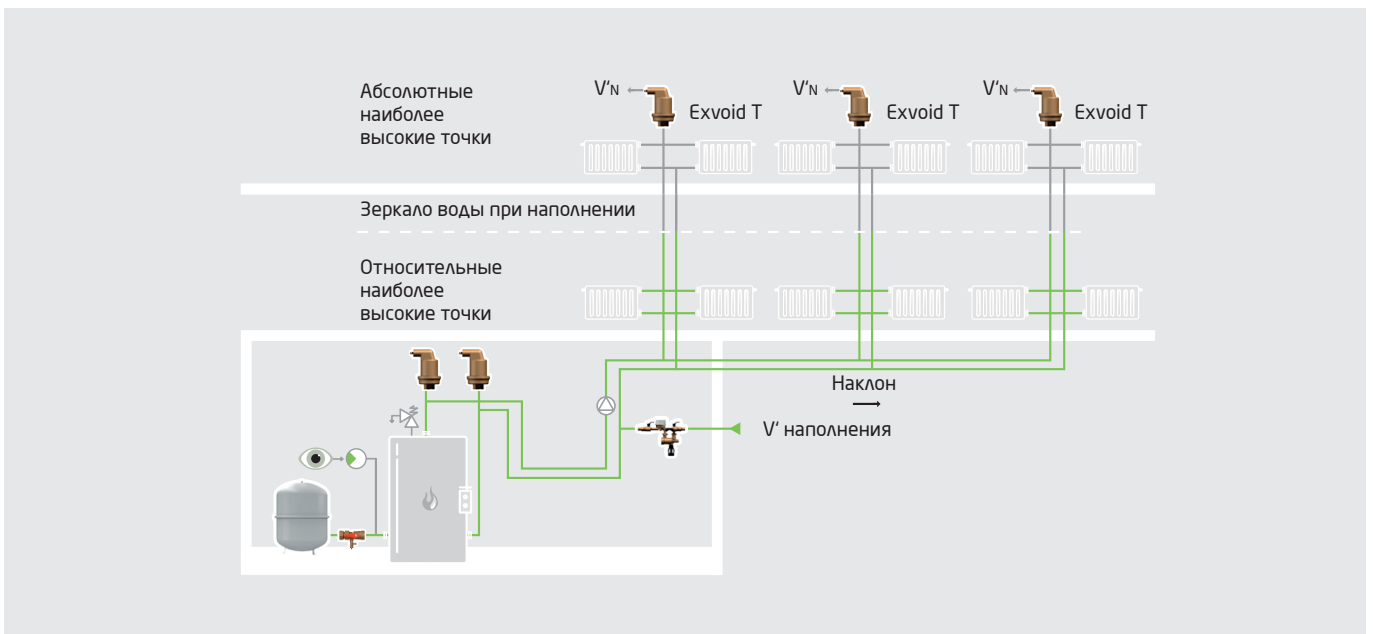 Абсолютные
наиболее
высокие точки
V'N
Exvoid T
V'N
Exvoid T
V'N
Exvoid T
Зеркало воды при наполнении
Относительные
наиболее
высокие точки
Наклон
V' наполнения